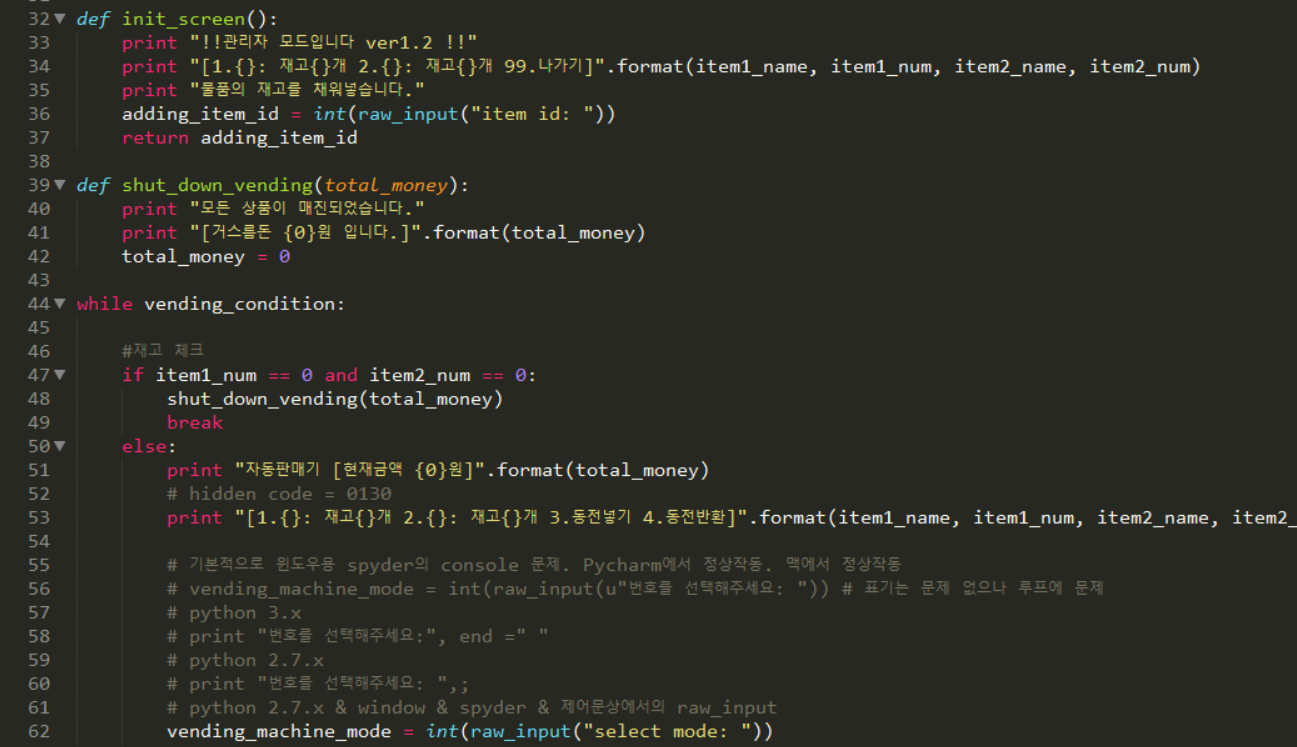 32 def init_screen():
33 print "!!관리자 모드입니다 ver1.2 !!"
34 print "[1.{}: 재고{}개 2.{}: 재고{}개 99.나가기]".format(item1_name, item1_num, item2_name, item2_num)
35 print "물품의 재고를 채워넣습니다."
36 adding_item_id = int(raw_input("item id: "))
37 return adding_item_id
38
39 def shut_down_vending(total_money):
40 print "모든 상품이 매진되었습니다."
41 print "[거스름돈 {0}원 입니다.]".format(total_money)
42 total_money = 0
43
44 while vending_condition:
45
46 #재고 체크
47 if item1_num == 0 and item2_num == 0:
48 shut_down_vending(total_money)
49 break
50 else:
51 print "자동판매기 [현재금액 {0}원]".format(total_money)
52 # hidden code = 0130
53 print "[1.{}: 재고{}개 2.{}: 재고{}개 3.동전넣기 4.동전반환]".format(item1_name, item1_num, item2_name, item2_
54
55 # 기본적으로 윈도우용 spyder의 console 문제. Pycharm에서 정상작동. 맥에서 정상작동
56 # vending_machine_mode = int(raw_input(u"번호를 선택해주세요: ")) # 표기는 문제 없으나 루프에 문제
57 # python 3.x
58 # print "번호를 선택해주세요:", end =" "
59 # python 2.7.x
60 # print "번호를 선택해주세요: ",;
61 # python 2.7.x & window & spyder & 제어문상에서의 raw_input
62 vending_machine_mode = int(raw_input("select mode: "))